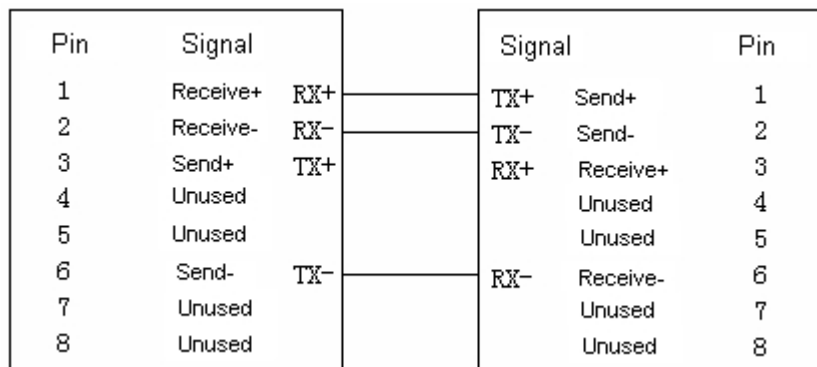 Pin Signal Signal Pin
1 Receive+ RX+ TX+ Send+ 1
2 Receive- RX- TX- Send- 2
3 Send+ TX+ RX+ Receive+ 3
4 Unused Unused 4
5 Unused Unused 5
6 Send- TX- RX- Receive- 6
7 Unused Unused 7
8 Unused Unused 8